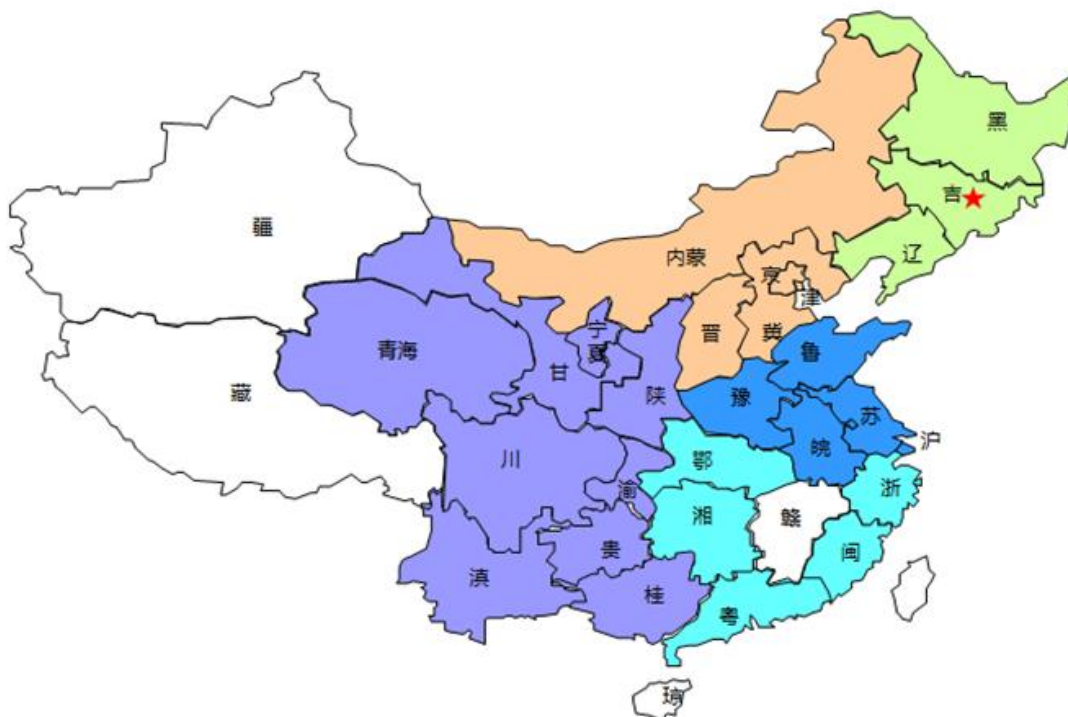 黑
吉
疆
辽
内蒙
京
津
宁
夏
晋
冀
鲁
青海
甘
藏
陕
豫
苏
川
鄂
皖
沪
渝
浙
湘
赣
贵
闽
滇
桂
粤
琼